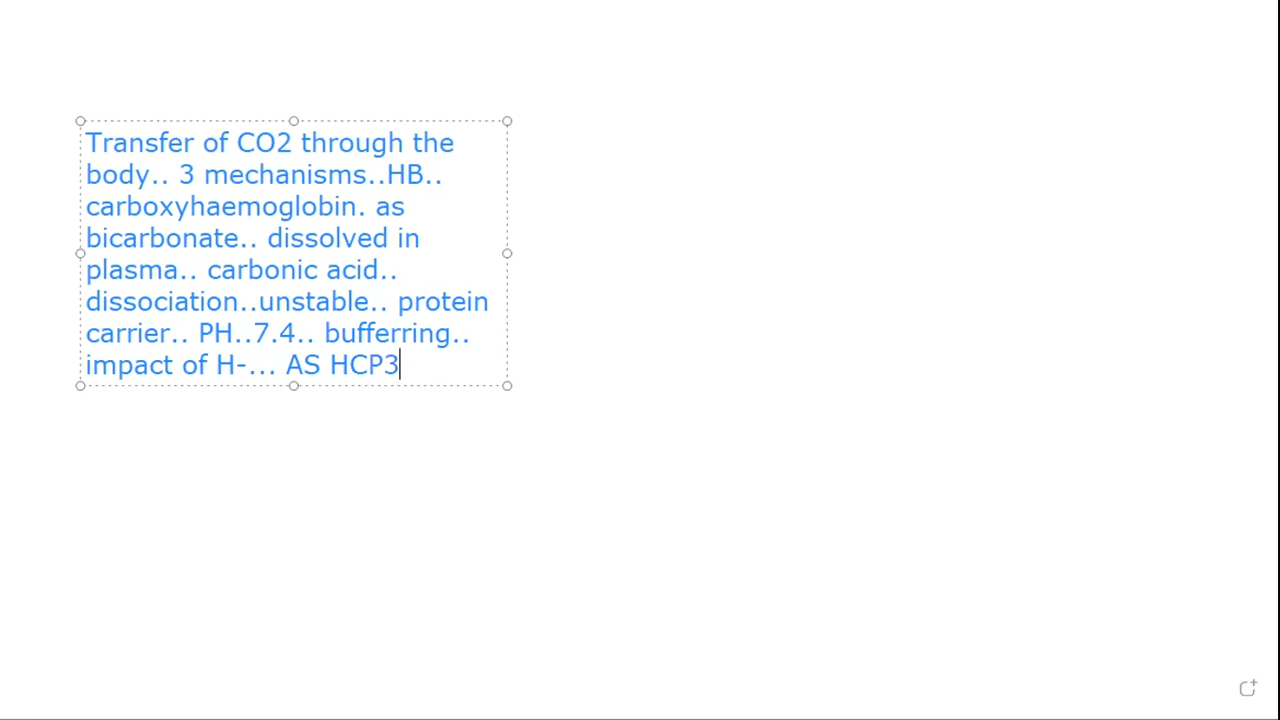 Transfer of CO2 through the
body.. 3 mechanisms..HB..
carboxyhaemoglobin. as
bicarbonate.. dissolved in
plasma.. carbonic acid..
dissociation..unstable.. protein
carrier.. PH..7.4.. bufferring..
impact of H-... AS HCP3